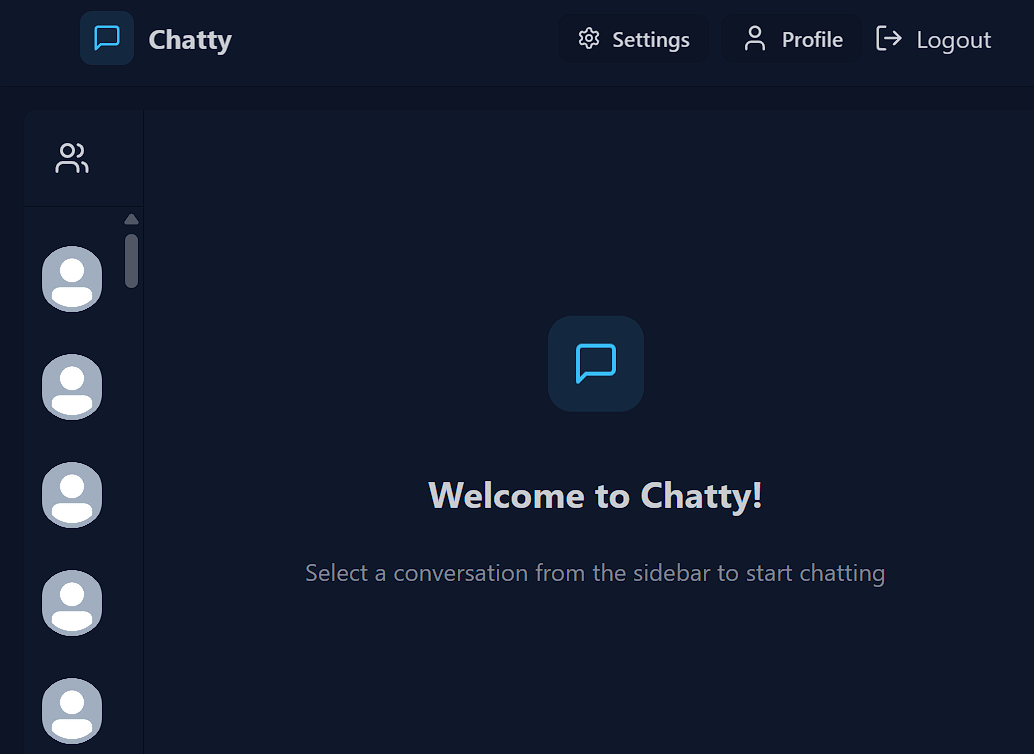 Chatty
Settings
Profile
Logout
Welcome to Chatty!
Select a conversation from the sidebar to start chatting